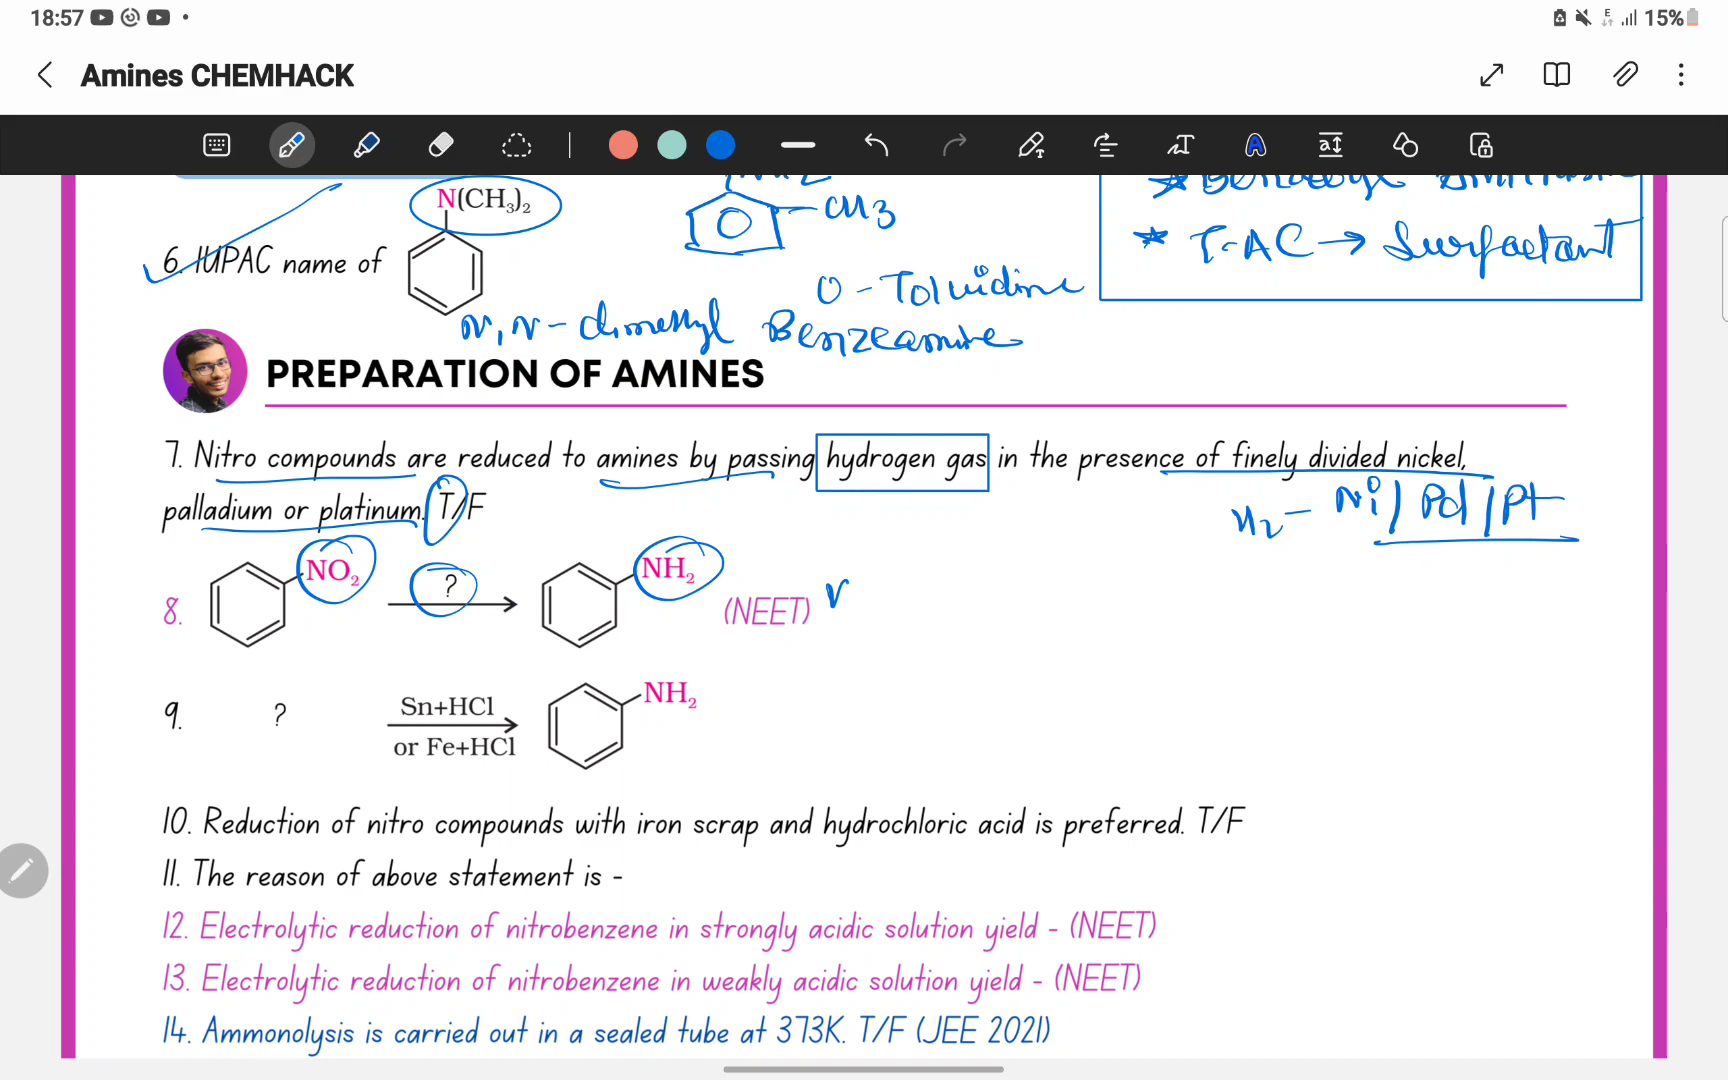 18:57
15%
Amines CHEMHACK
N(CH₃)₂
CH3
* T-AC → Surfactant
6. IUPAC name of
O - Toluidine
N,N-dimethyl Benzeamine
PREPARATION OF AMINES
7. Nitro compounds are reduced to amines by passing hydrogen gas in the presence of finely divided nickel,
palladium or platinum. T/F
H2 - Ni / Pd / Pt
8. NO₂ ? NH₂ (NEET)
9. ? Sn+HCl NH₂
or Fe+HCl
10. Reduction of nitro compounds with iron scrap and hydrochloric acid is preferred. T/F
11. The reason of above statement is -
12. Electrolytic reduction of nitrobenzene in strongly acidic solution yield - (NEET)
13. Electrolytic reduction of nitrobenzene in weakly acidic solution yield - (NEET)
14. Ammonolysis is carried out in a sealed tube at 373K. T/F (JEE 2021)